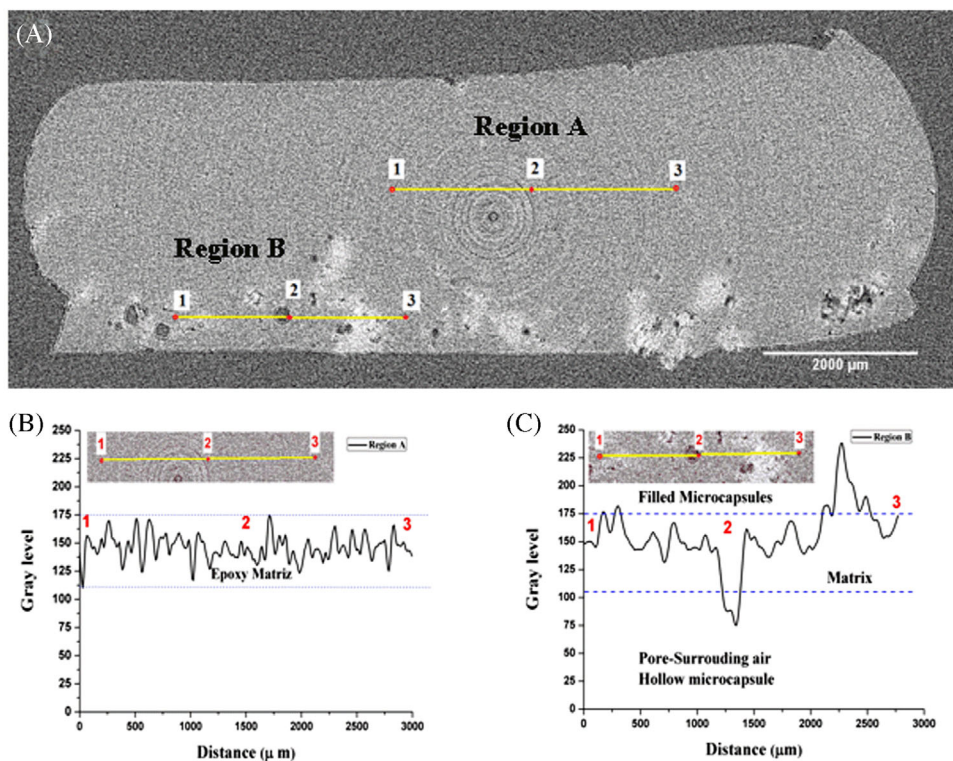 (A)
Region A
1 2 3
Region B
1 2 3
2000 µm
(B)
250
225
200
175
150
125
100
75
50
25
0
Gray level
1 2 3
Region A
1 2 3
Epoxy Matriz
0 500 1000 1500 2000 2500 3000
Distance (µ m)
(C)
250
225
200
175
150
125
100
75
50
25
0
Gray level
1 2 3
Region B
Filled Microcapsules
1 2 3
Matrix
Pore-Surrouding air
Hollow microcapsule
0 500 1000 1500 2000 2500 3000
Distance (µm)